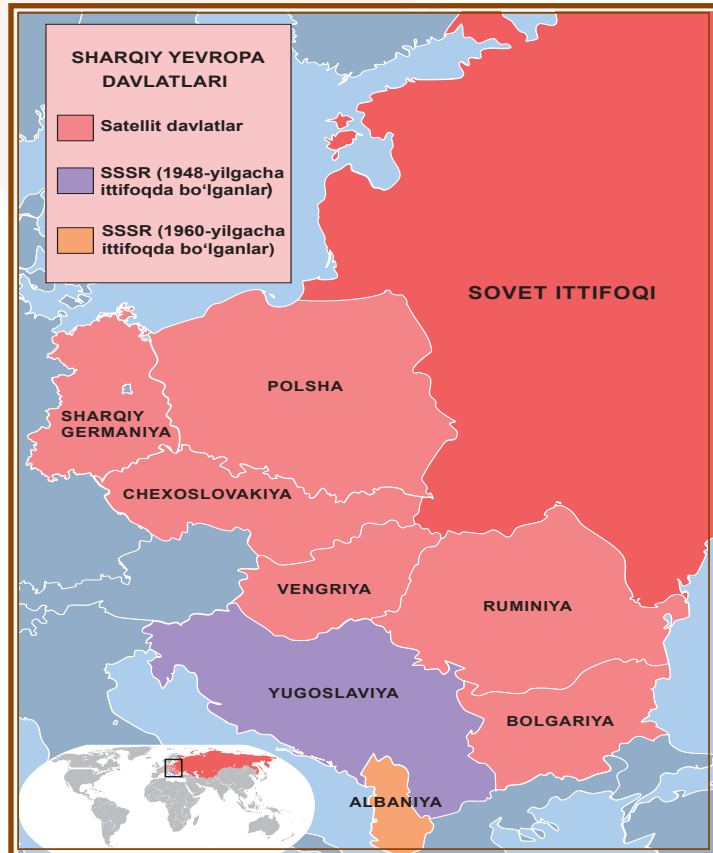 SHARQIY YEVROPA
DAVLATLARI
Satellit davlatlar
SSSR (1948-yilgacha
ittifoqda bo‘lganlar)
SSSR (1960-yilgacha
ittifoqda bo‘lganlar)
SOVET ITTIFOQI
POLSHA
SHARQIY
GERMANIYA
CHEXOSLOVAKIYA
VENGRIYA
RUMINIYA
YUGOSLAVIYA
BOLGARIYA
ALBANIYA